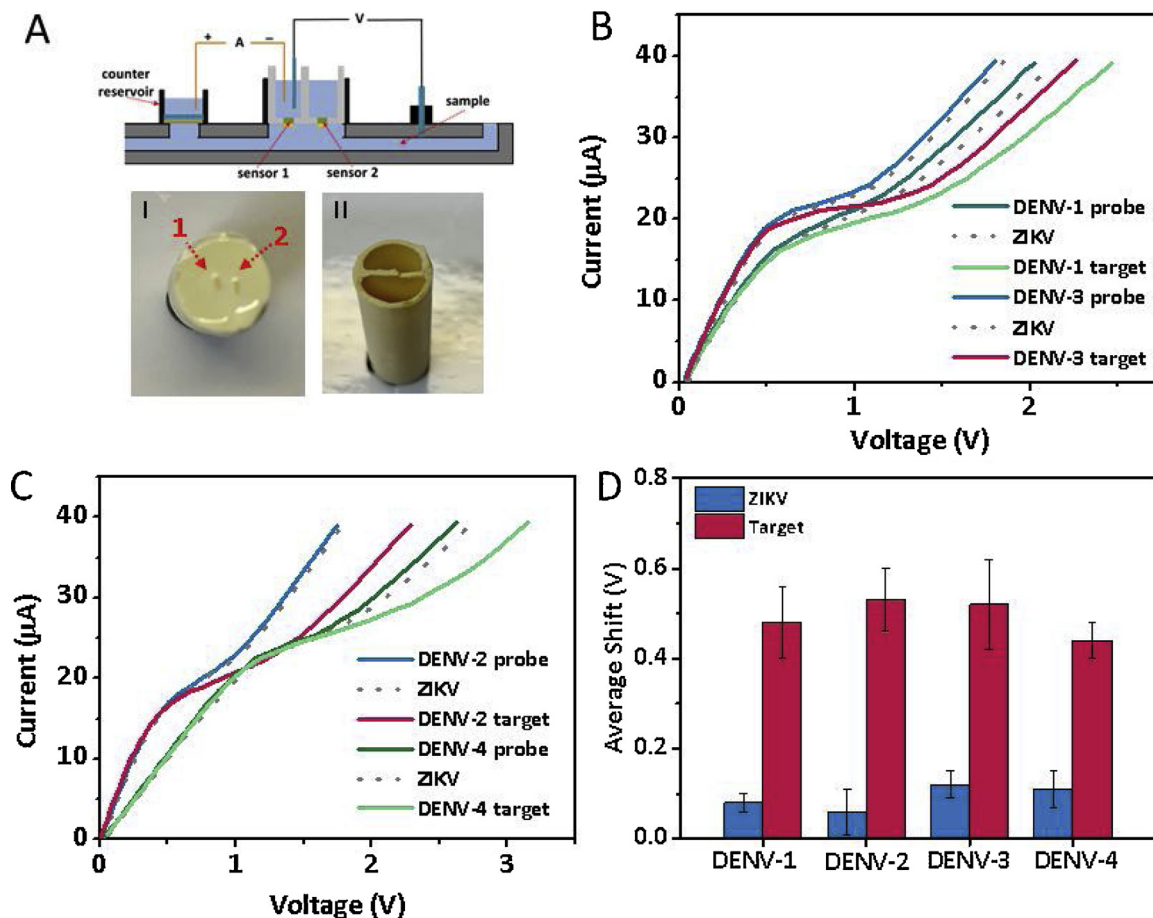 A
+ A −
V
counter
reservoir
sample
sensor 1 sensor 2
I
1 2
II
B
40
30
20
10
0
Current (μA)
DENV-1 probe
ZIKV
DENV-1 target
DENV-3 probe
ZIKV
DENV-3 target
0 1 2
Voltage (V)
C
40
30
20
10
0
Current (μA)
DENV-2 probe
ZIKV
DENV-2 target
DENV-4 probe
ZIKV
DENV-4 target
0 1 2 3
Voltage (V)
D
0.8
0.6
0.4
0.2
0.0
Average Shift (V)
ZIKV
Target
DENV-1 DENV-2 DENV-3 DENV-4